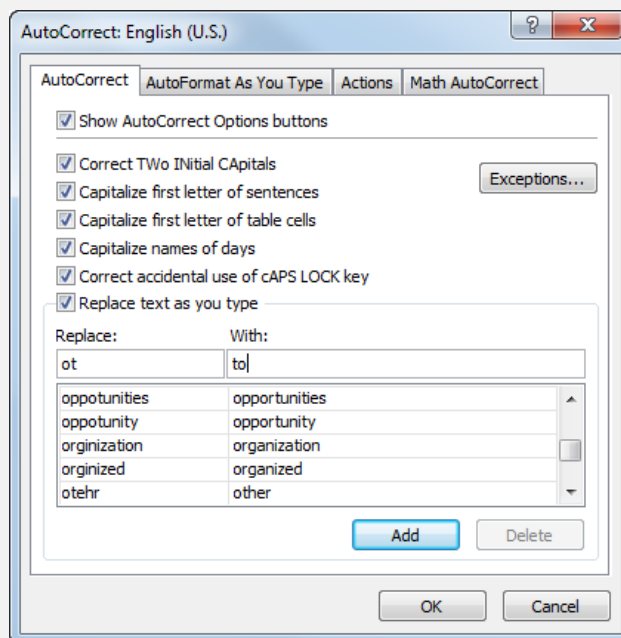 AutoCorrect: English (U.S.)
?
AutoCorrect AutoFormat As You Type Actions Math AutoCorrect
Show AutoCorrect Options buttons
Correct TWo INitial CApitals
Exceptions...
Capitalize first letter of sentences
Capitalize first letter of table cells
Capitalize names of days
Correct accidental use of cAPS LOCK key
Replace text as you type
Replace: With:
ot to
oppotunities opportunities
oppotunity opportunity
orginization organization
orginized organized
otehr other
Add Delete
OK Cancel